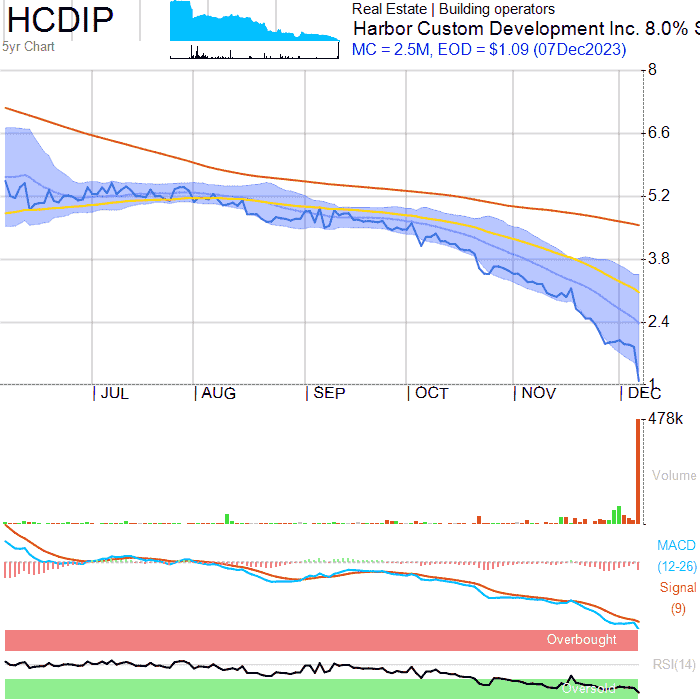 HCDIP
5yr Chart
Real Estate | Building operators
Harbor Custom Development Inc. 8.0% S
MC = 2.5M, EOD = $1.09 (07Dec2023)
8
6.6
5.2
3.8
2.4
1
JUL AUG SEP OCT NOV DEC
478k
Volume
MACD
(12-26)
Signal
(9)
Overbought
RSI(14)
Oversold